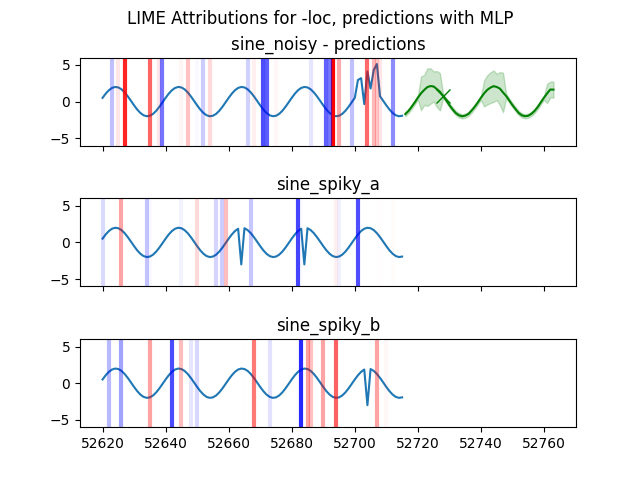 LIME Attributions for -loc, predictions with MLP
sine_noisy - predictions
5
0
−5
sine_spiky_a
5
0
−5
sine_spiky_b
5
0
−5
52620 52640 52660 52680 52700 52720 52740 52760